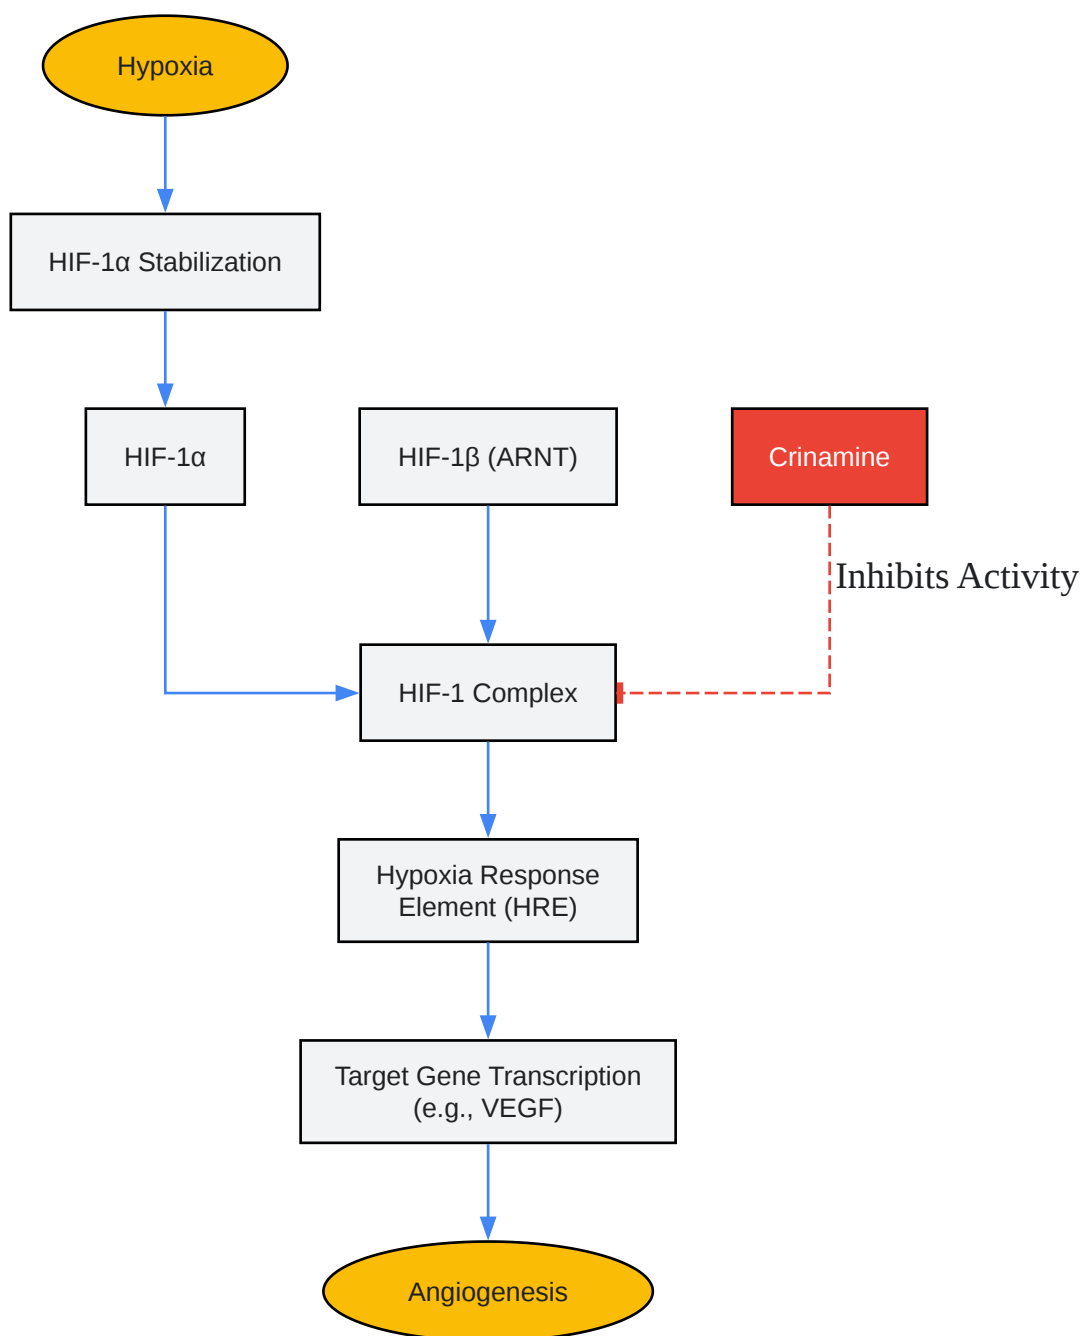 Hypoxia
HIF-1α Stabilization
HIF-1α
HIF-1β (ARNT)
Crinamine
Inhibits Activity
HIF-1 Complex
Hypoxia Response
Element (HRE)
Target Gene Transcription
(e.g., VEGF)
Angiogenesis